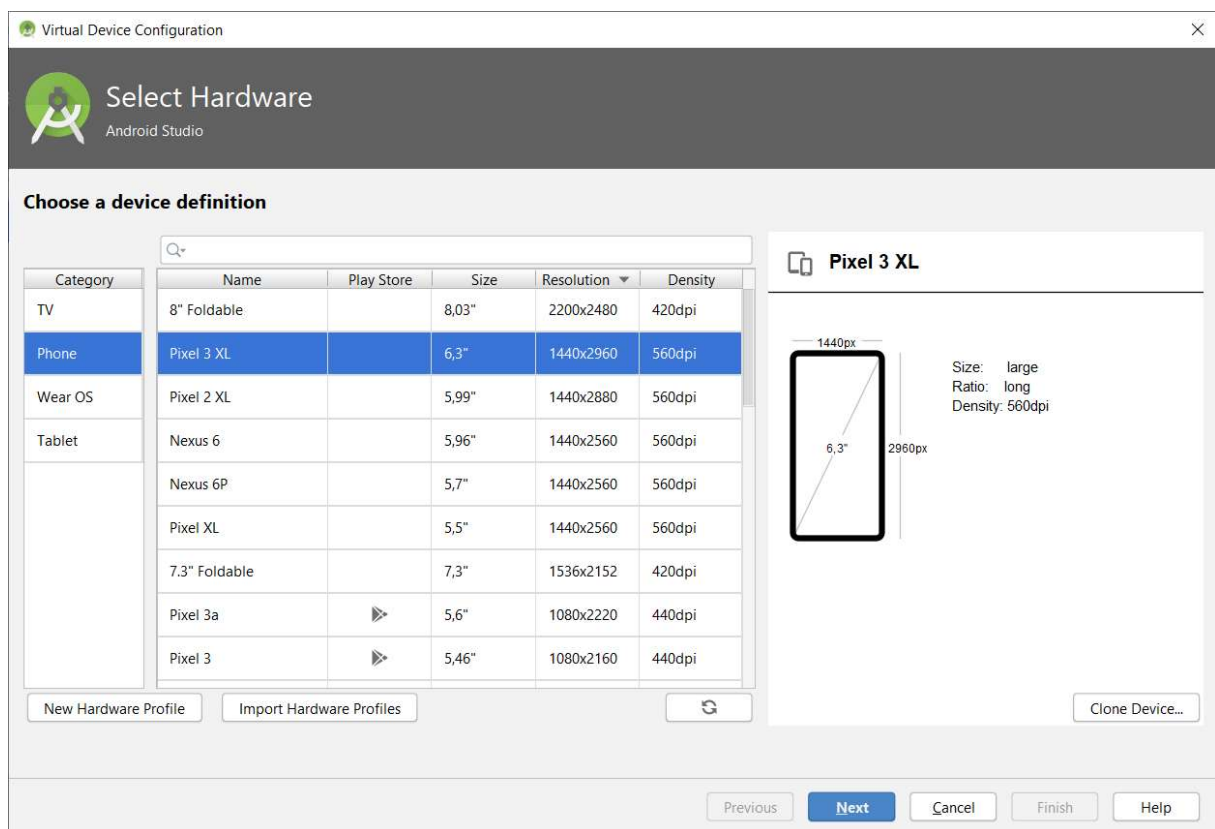 Virtual Device Configuration
Select Hardware
Android Studio
Choose a device definition
Category
TV
Phone
Wear OS
Tablet
Name Play Store Size Resolution Density
8" Foldable 8,03" 2200x2480 420dpi
Pixel 3 XL 6,3" 1440x2960 560dpi
Pixel 2 XL 5,99" 1440x2880 560dpi
Nexus 6 5,96" 1440x2560 560dpi
Nexus 6P 5,7" 1440x2560 560dpi
Pixel XL 5,5" 1440x2560 560dpi
7.3" Foldable 7,3" 1536x2152 420dpi
Pixel 3a 5,6" 1080x2220 440dpi
Pixel 3 5,46" 1080x2160 440dpi
New Hardware Profile Import Hardware Profiles
Pixel 3 XL
1440px
6,3" 2960px
Size: large
Ratio: long
Density: 560dpi
Clone Device...
Previous Next Cancel Finish Help